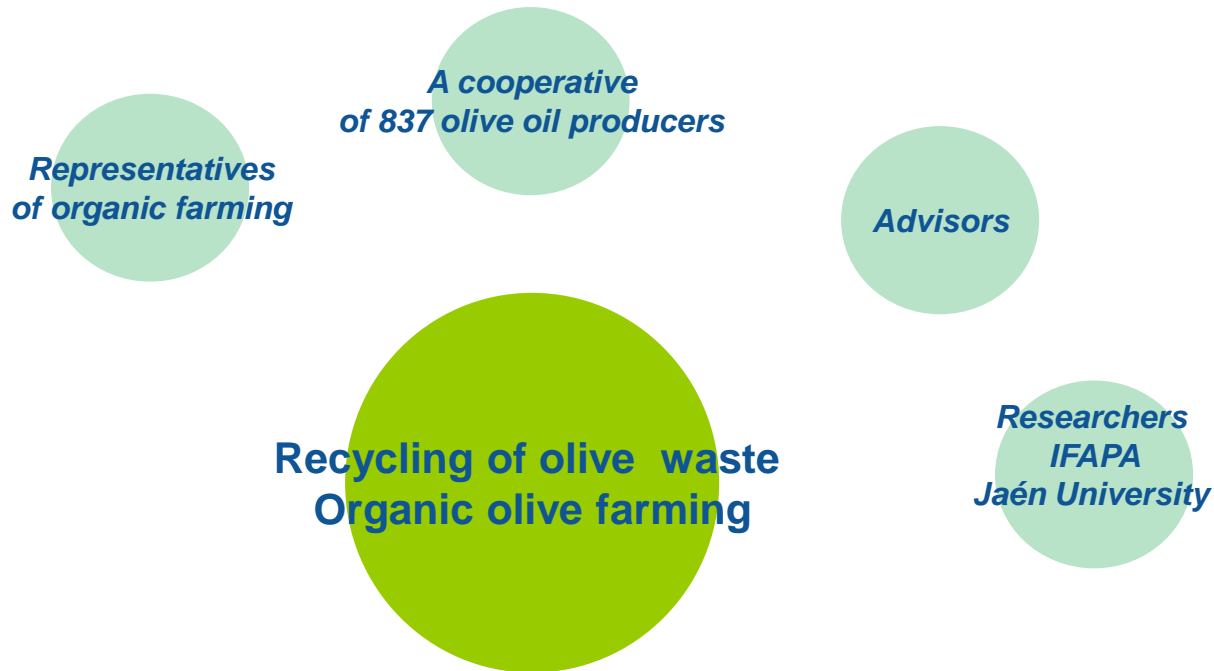 A cooperative
of 837 olive oil producers
Representatives
of organic farming
Advisors
Researchers
IFAPA
Jaén University
Recycling of olive  waste
Organic olive farming